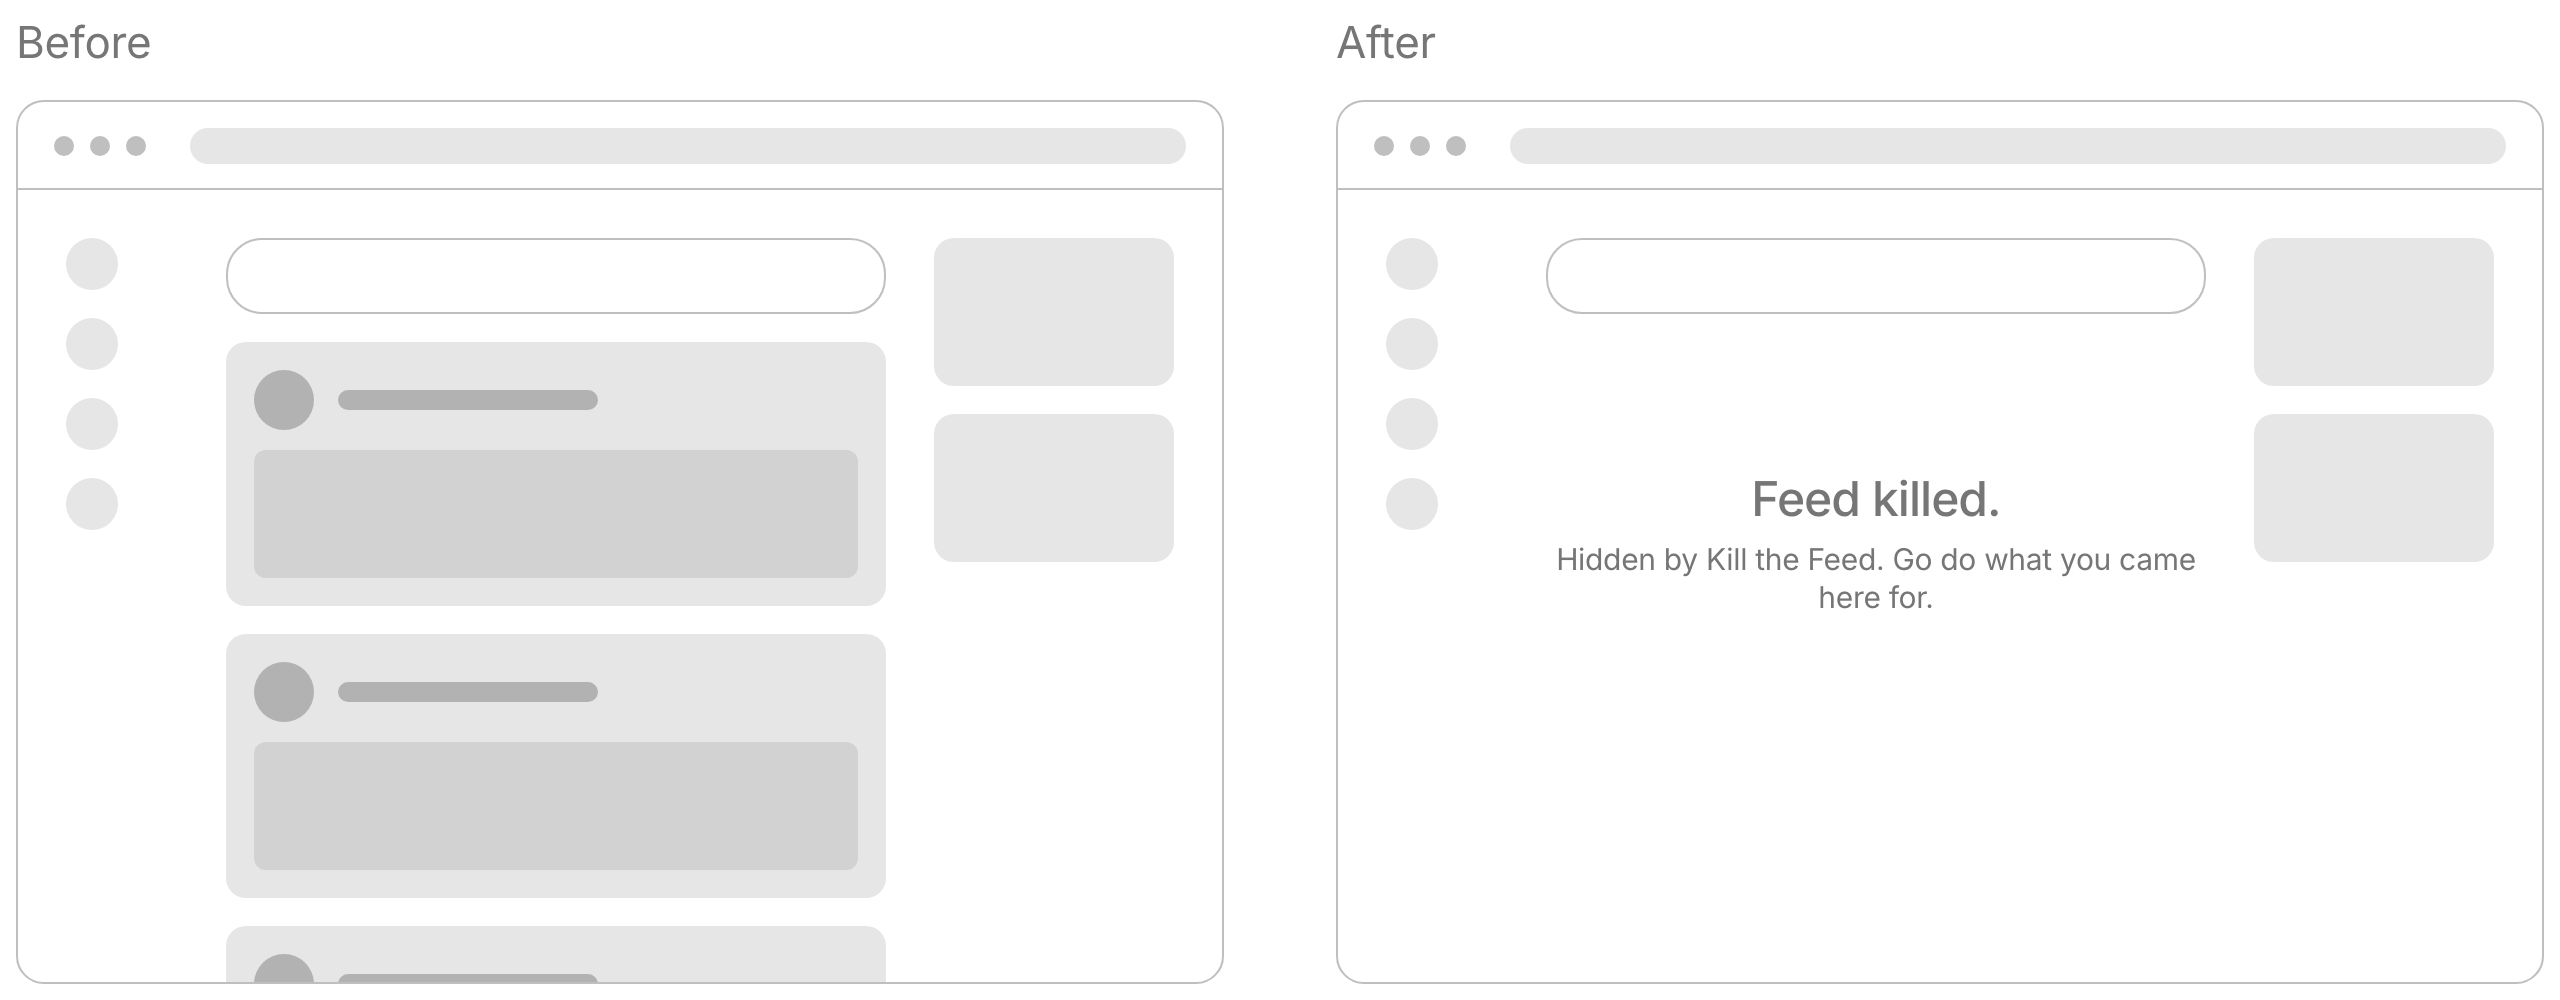 Before
After
Feed killed.
Hidden by Kill the Feed. Go do what you came
here for.